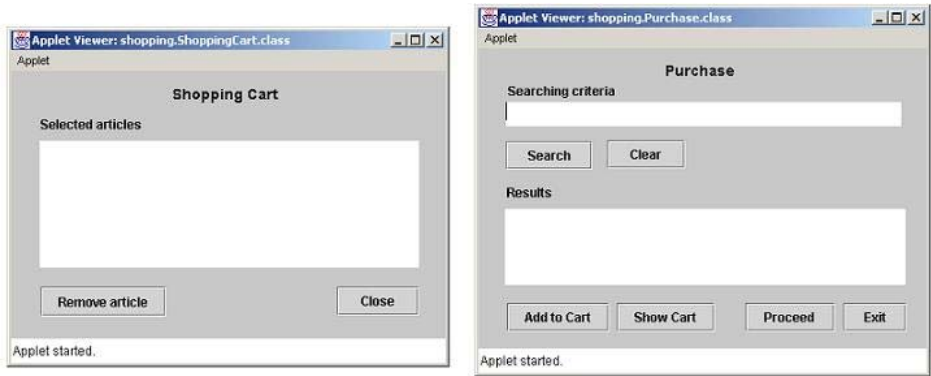 Applet Viewer: shopping.ShoppingCart.class
Applet
Shopping Cart
Selected articles
Remove article
Close
Applet started.
Applet Viewer: shopping.Purchase.class
Applet
Purchase
Searching criteria
Search
Clear
Results
Add to Cart
Show Cart
Proceed
Exit
Applet started.